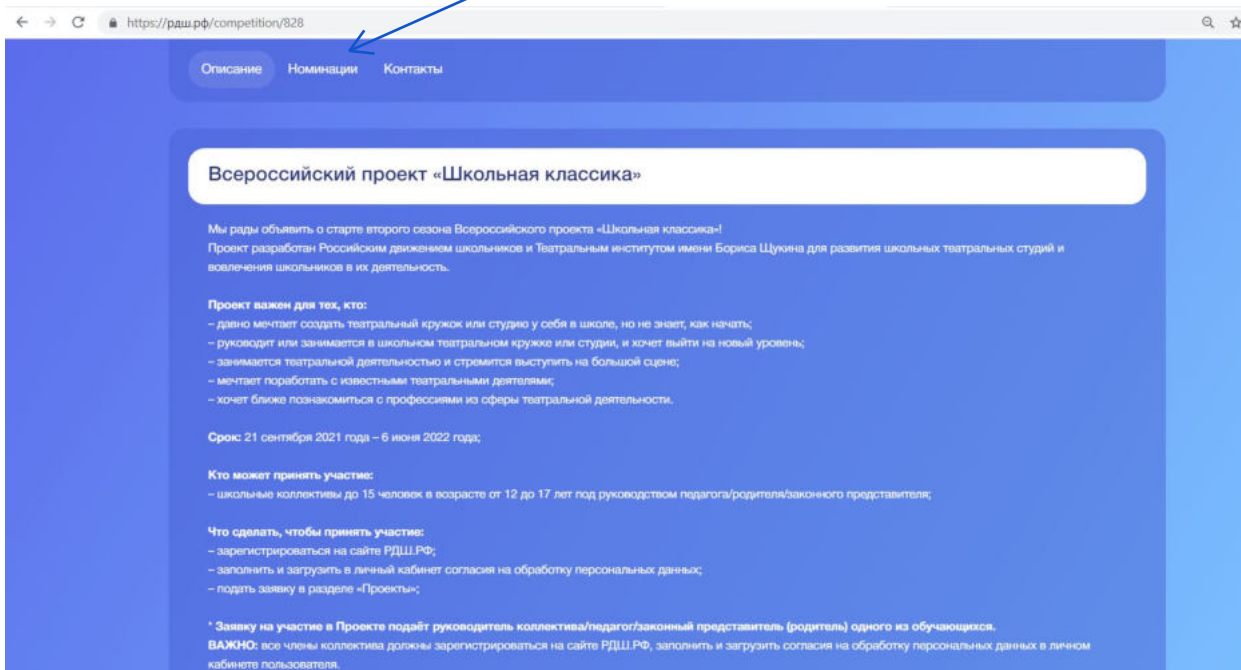 https://рдш.рф/competition/828
Описание Номинации Контакты
Всероссийский проект «Школьная классика»
Мы рады объявить о старте второго сезона Всероссийского проекта «Школьная классика»!
Проект разработан Российским движением школьников и Театральным институтом имени Бориса Щукина для развития школьных театральных студий и
вовлечения школьников в их деятельность.
Проект важен для тех, кто:
– давно мечтает создать театральный кружок или студию у себя в школе, но не знает, как начать;
– руководит или занимается в школьном театральном кружке или студии, и хочет выйти на новый уровень;
– занимается театральной деятельностью и стремится выступить на большой сцене;
– мечтает поработать с известными театральными деятелями;
– хочет ближе познакомиться с профессиями из сферы театральной деятельности.
Срок: 21 сентября 2021 года – 6 июня 2022 года;
Кто может принять участие:
– школьные коллективы до 15 человек в возрасте от 12 до 17 лет под руководством педагога/родителя/законного представителя;
Что сделать, чтобы принять участие:
– зарегистрироваться на сайте РДШ.РФ;
– заполнить и загрузить в личный кабинет согласия на обработку персональных данных;
– подать заявку в разделе «Проекты»;
* Заявку на участие в Проекте подаёт руководитель коллектива/педагог/законный представитель (родитель) одного из обучающихся.
ВАЖНО: все члены коллектива должны зарегистрироваться на сайте РДШ.РФ, заполнить и загрузить согласия на обработку персональных данных в личном
кабинете пользователя.